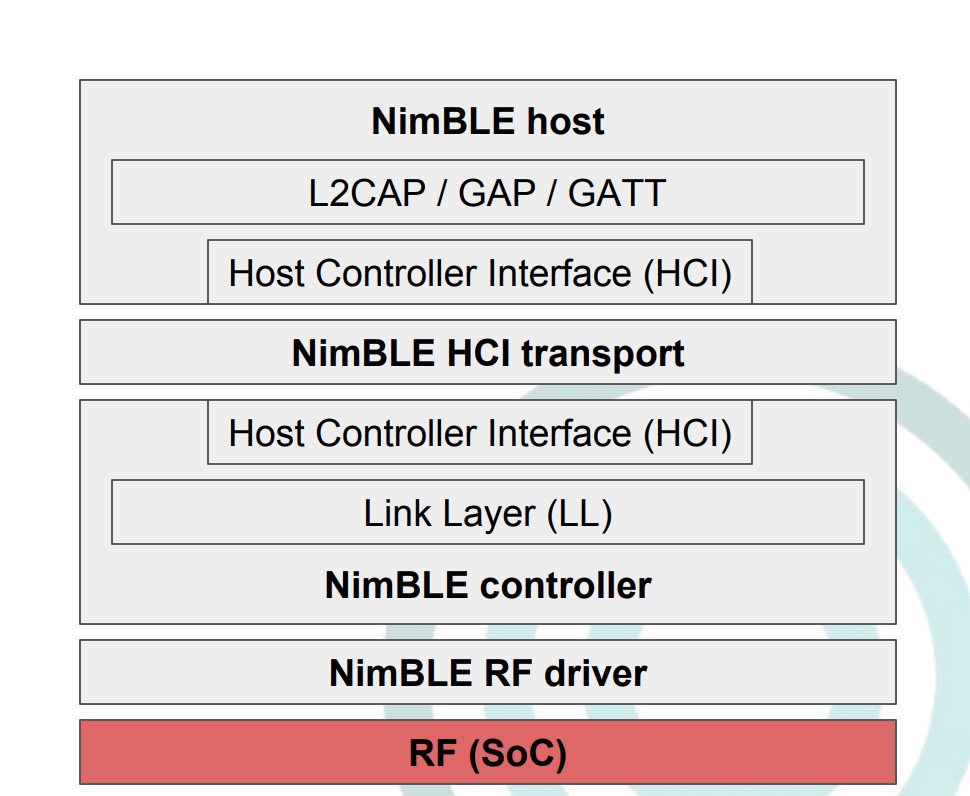 NimBLE host
L2CAP / GAP / GATT
Host Controller Interface (HCI)
NimBLE HCI transport
Host Controller Interface (HCI)
Link Layer (LL)
NimBLE controller
NimBLE RF driver
RF (SoC)